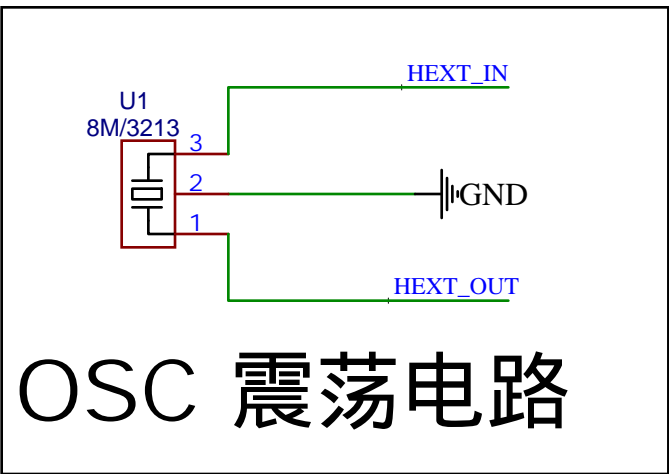 HEXT_IN
U1
8M/3213
3
2
GND
1
HEXT_OUT
OSC 震荡电路